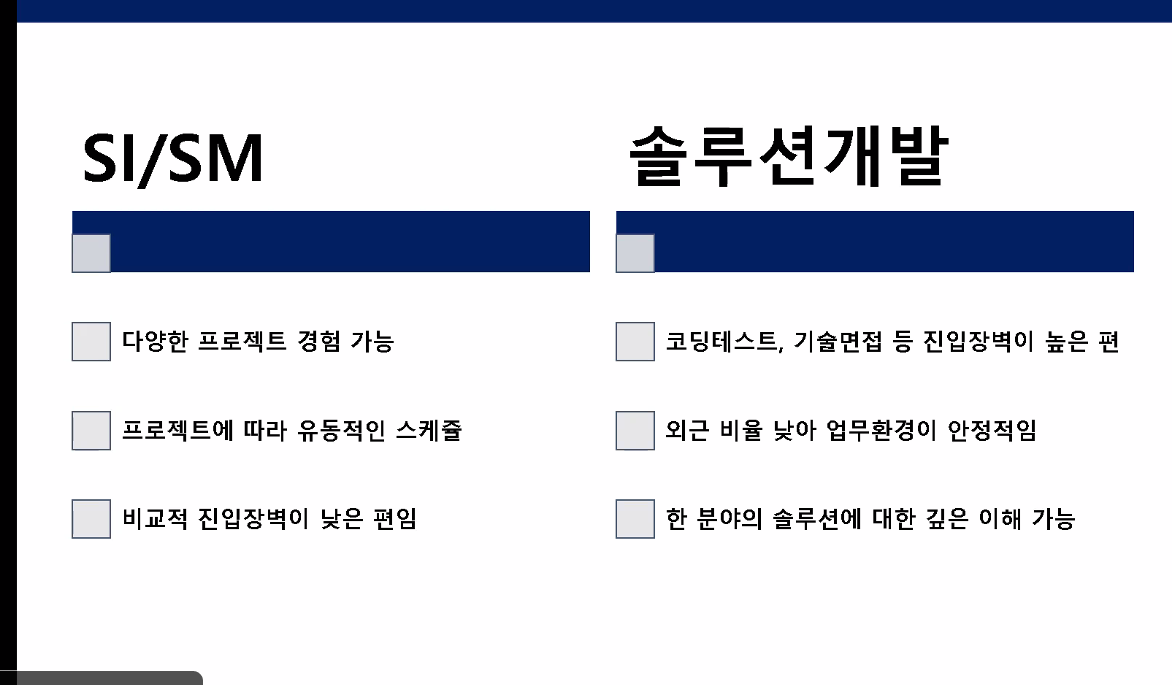 SI/SM
다양한 프로젝트 경험 가능
프로젝트에 따라 유동적인 스케쥴
비교적 진입장벽이 낮은 편임
솔루션개발
코딩테스트, 기술면접 등 진입장벽이 높은 편
외근 비율 낮아 업무환경이 안정적임
한 분야의 솔루션에 대한 깊은 이해 가능